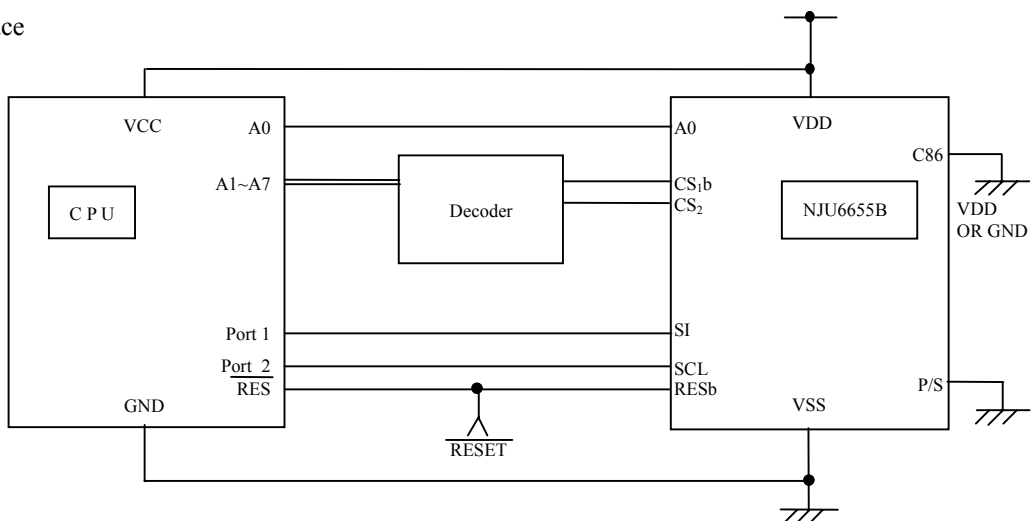 VCC
A0
A0
VDD
C86
A1~A7
CS₁b
CPU
Decoder
CS₂
NJU6655B
VDD
OR GND
Port 1
SI
Port 2
SCL
RES
RESb
P/S
GND
VSS
RESET